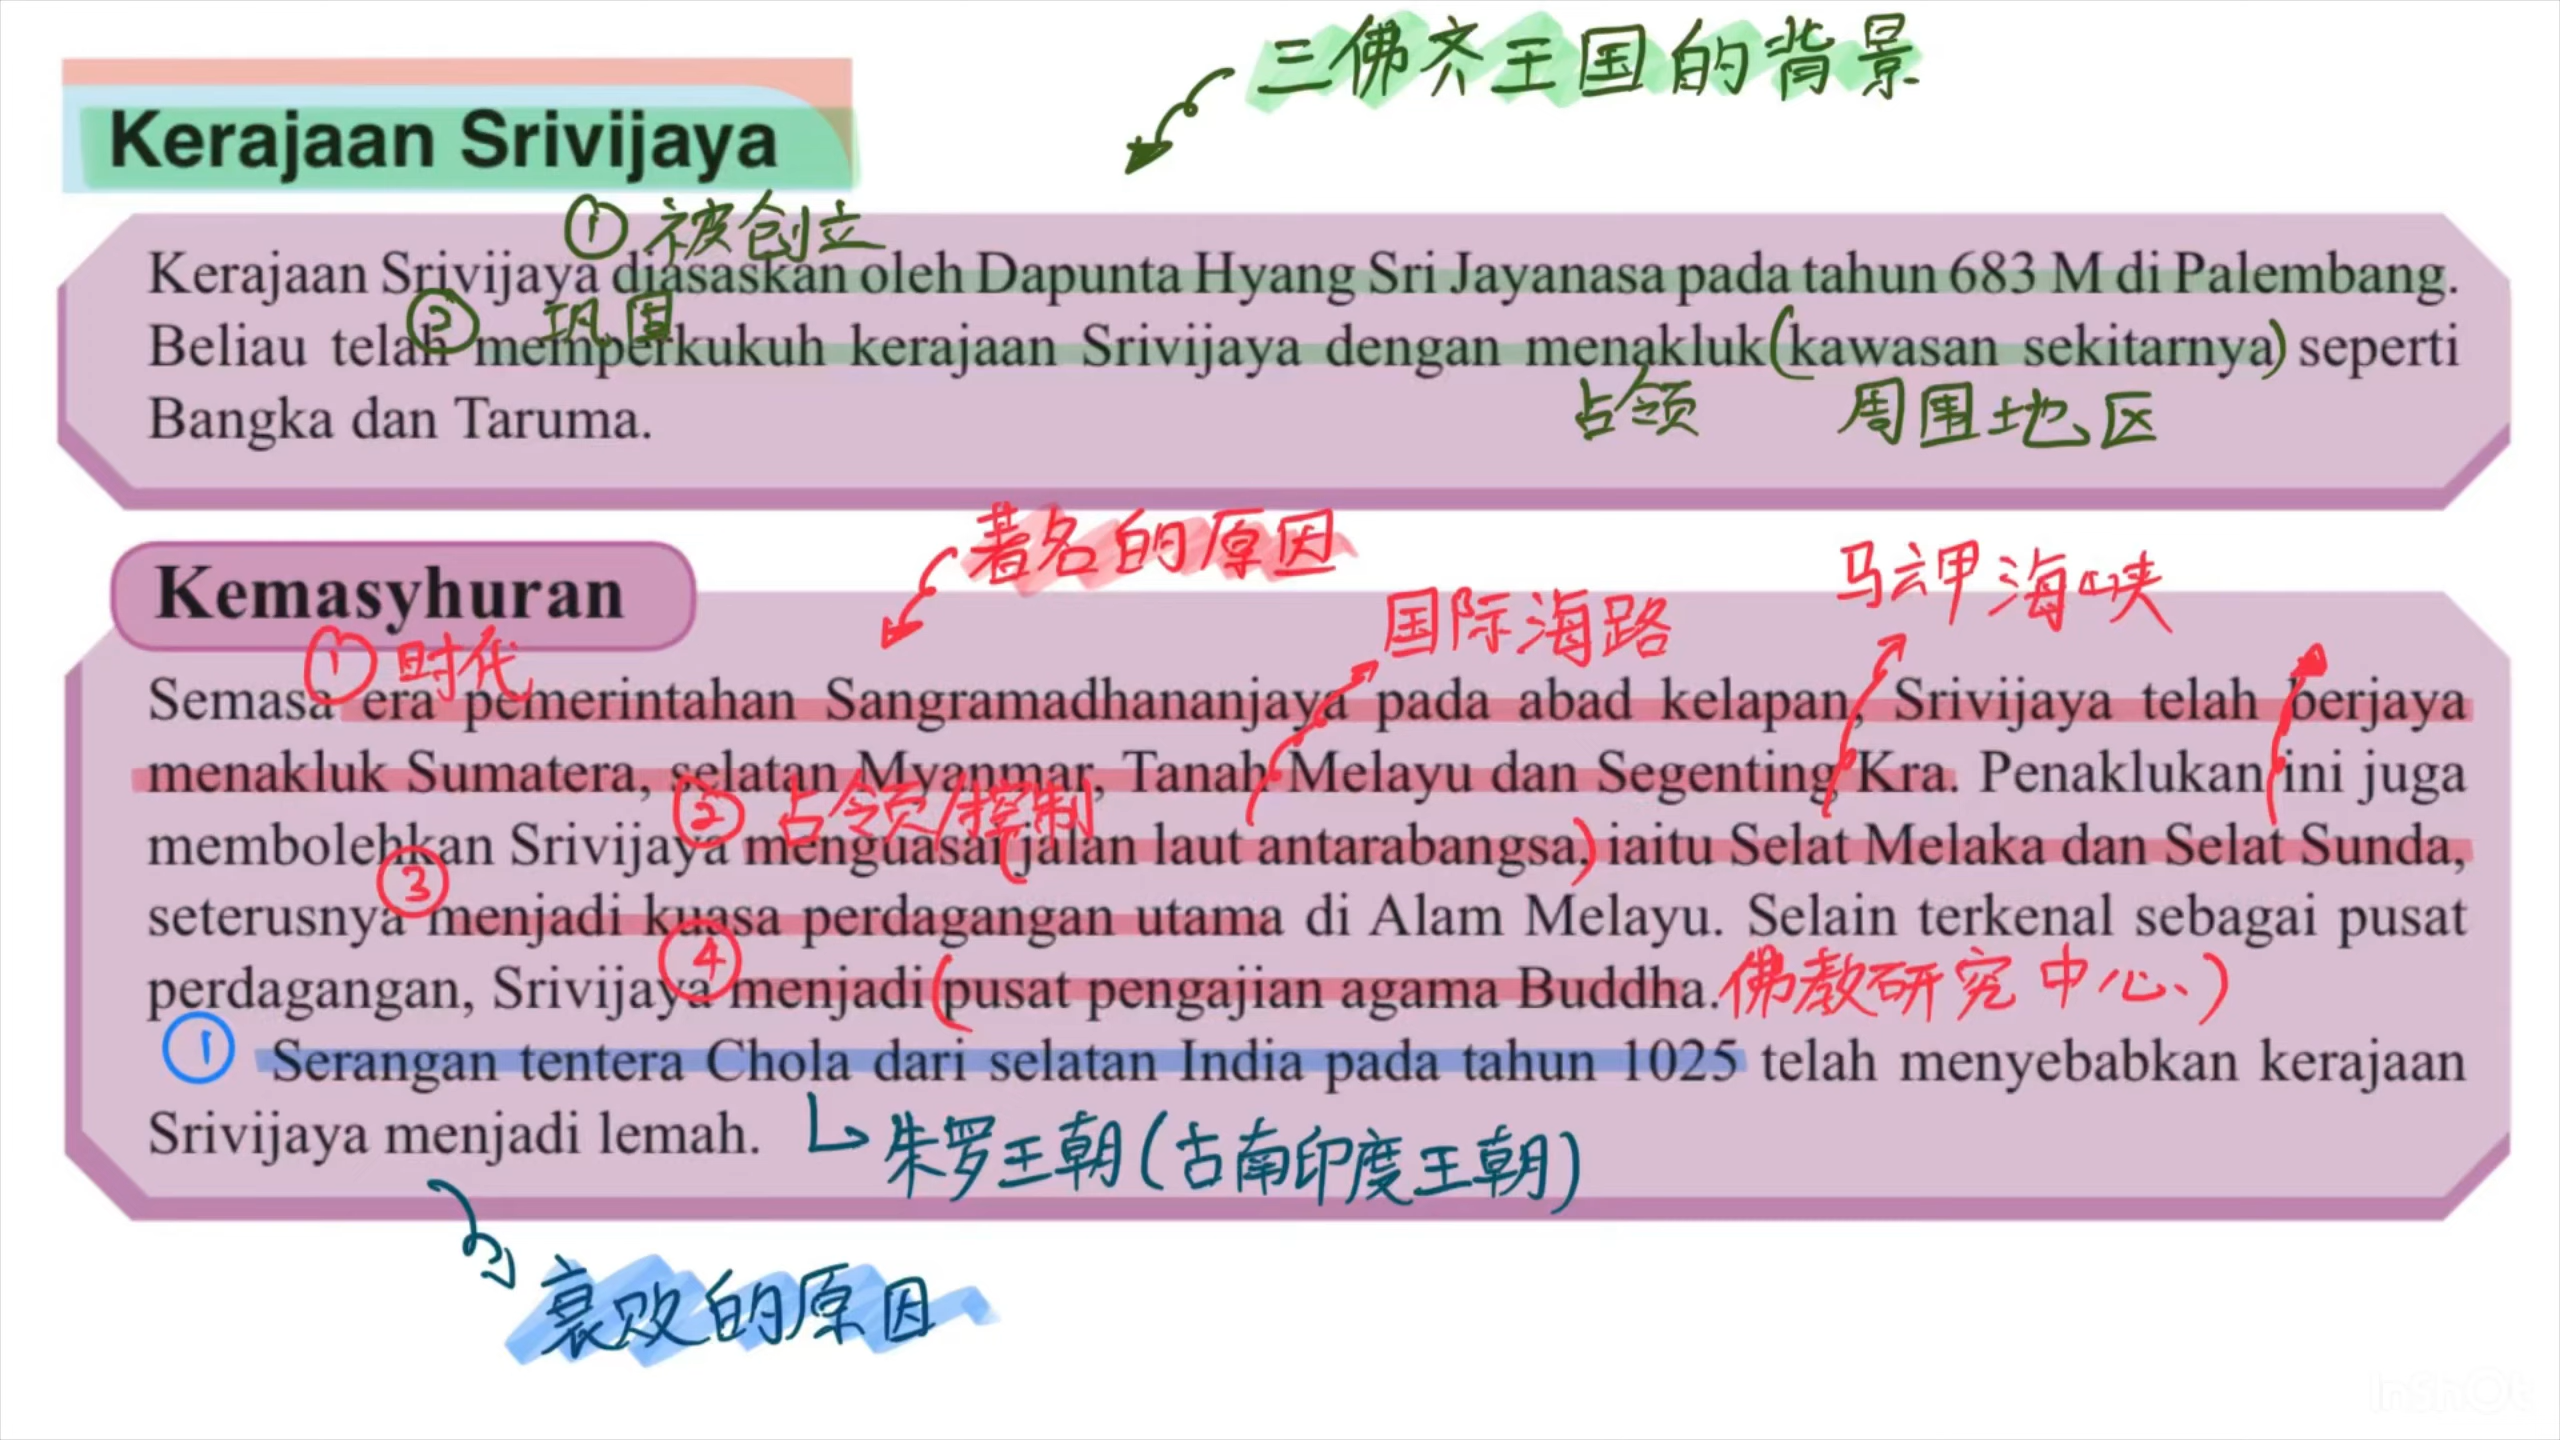 三佛齐王国的背景
Kerajaan Srivijaya
① 被创立
Kerajaan Srivijaya diasaskan oleh Dapunta Hyang Sri Jayanasa pada tahun 683 M di Palembang.
② 巩固
Beliau telah memperkukuh kerajaan Srivijaya dengan menakluk (kawasan sekitarnya) seperti
占领 周围地区
Bangka dan Taruma.
著名的原因
Kemasyhuran
国际海路 马六甲海峡
① 时代
Semasa era pemerintahan Sangramadhananjaya pada abad kelapan, Srivijaya telah berjaya
menakluk Sumatera, selatan Myanmar, Tanah Melayu dan Segenting Kra. Penaklukan ini juga
② 占领/控制
membolehkan Srivijaya menguasai (jalan laut antarabangsa,) iaitu Selat Melaka dan Selat Sunda,
③
seterusnya menjadi kuasa perdagangan utama di Alam Melayu. Selain terkenal sebagai pusat
④
perdagangan, Srivijaya menjadi (pusat pengajian agama Buddha. 佛教研究中心)
① Serangan tentera Chola dari selatan India pada tahun 1025 telah menyebabkan kerajaan
Srivijaya menjadi lemah. 朱罗王朝(古南印度王朝)
衰败的原因
InShOt